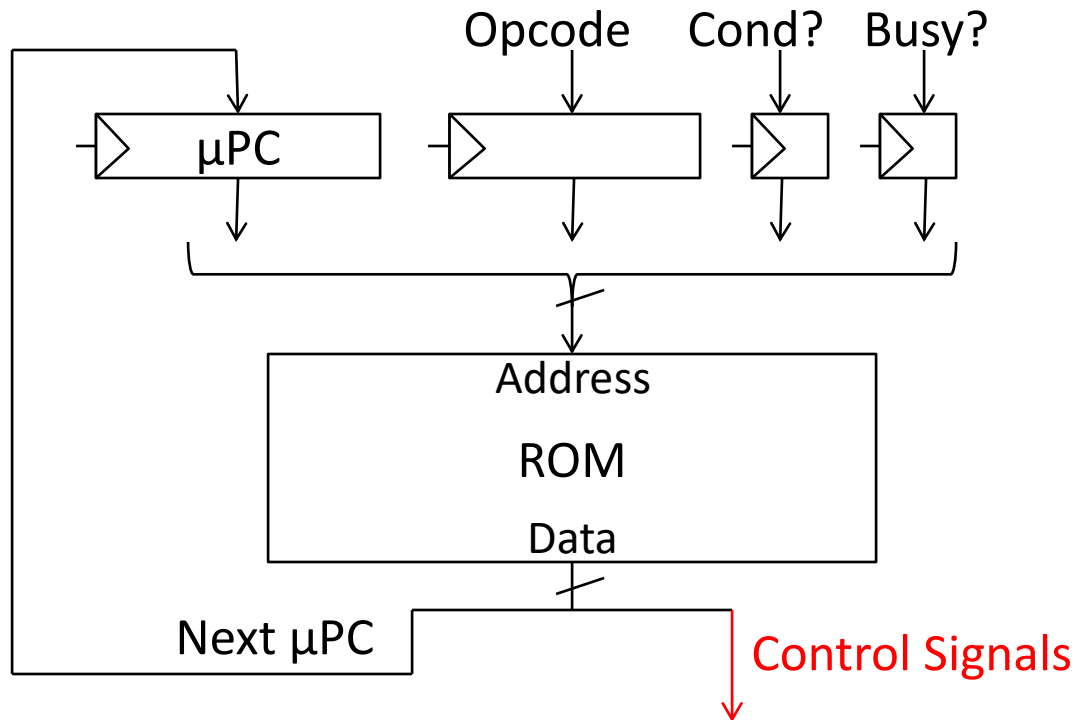 Opcode
Cond?
Busy?
µPC
Address
ROM
Data
Next µPC
Control Signals